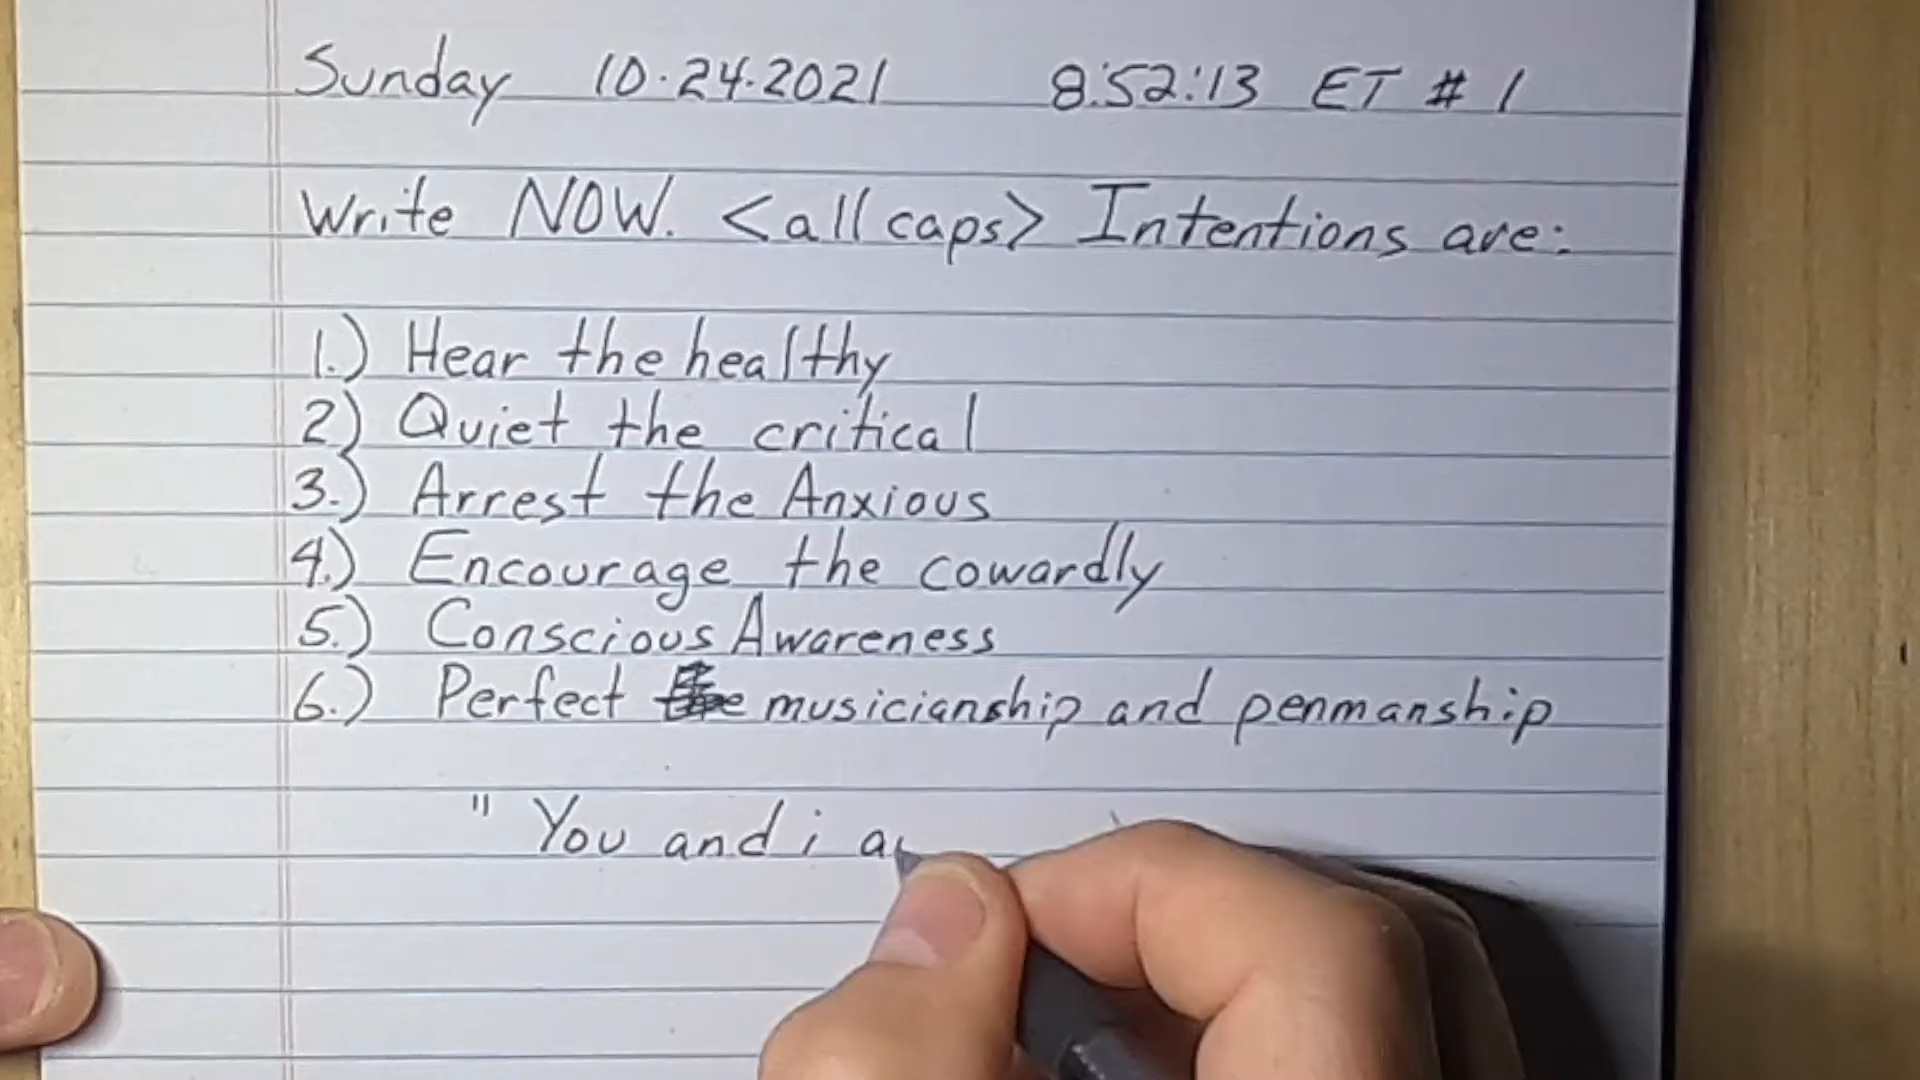 Sunday 10.24.2021 8:52:13 ET # 1
Write NOW. <all caps> Intentions are:
1.) Hear the healthy
2) Quiet the critical
3.) Arrest the Anxious
4.) Encourage the cowardly
5.) Conscious Awareness
6.) Perfect musicianship and penmanship
" You and i